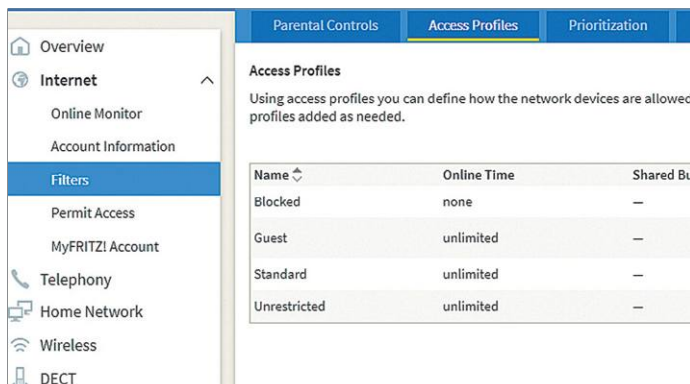 Overview
Internet
Online Monitor
Account Information
Filters
Permit Access
MyFRITZ! Account
Telephony
Home Network
Wireless
DECT
Parental Controls Access Profiles Prioritization
Access Profiles
Using access profiles you can define how the network devices are allowed
profiles added as needed.
Name Online Time Shared
Blocked none —
Guest unlimited —
Standard unlimited —
Unrestricted unlimited —